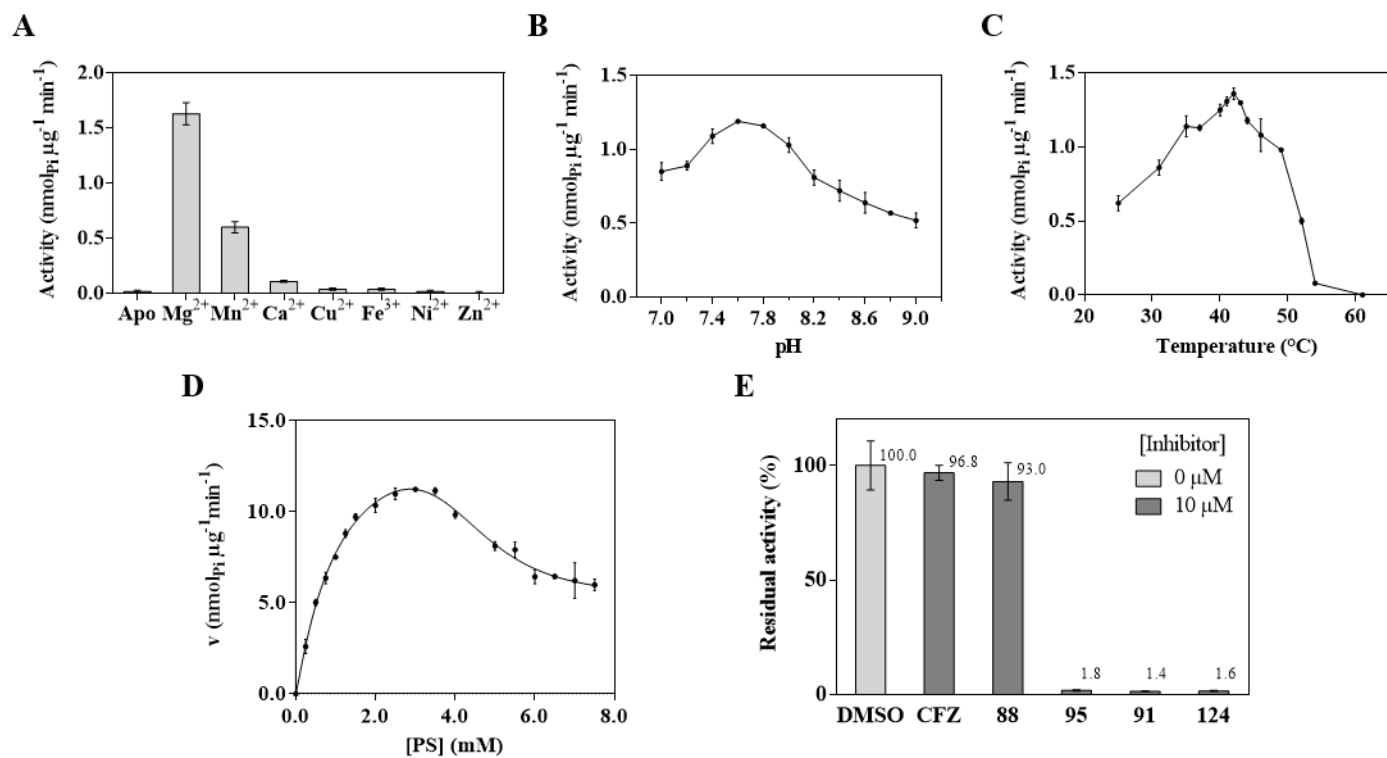 A
Activity (nmolPi µg⁻¹ min⁻¹)
2.0
1.5
1.0
0.5
0.0
Apo Mg²⁺ Mn²⁺ Ca²⁺ Cu²⁺ Fe³⁺ Ni²⁺ Zn²⁺
B
Activity (nmolPi µg⁻¹ min⁻¹)
1.5
1.0
0.5
0.0
7.0 7.4 7.8 8.2 8.6 9.0
pH
C
Activity (nmolPi µg⁻¹ min⁻¹)
1.5
1.0
0.5
0.0
20 30 40 50 60
Temperature (°C)
D
v (nmolPi µg⁻¹min⁻¹)
15.0
10.0
5.0
0.0
0.0 2.0 4.0 6.0 8.0
[PS] (mM)
E
Residual activity (%)
100
50
0
100.0 96.8 93.0 1.8 1.4 1.6
[Inhibitor]
0 µM
10 µM
DMSO CFZ 88 95 91 124